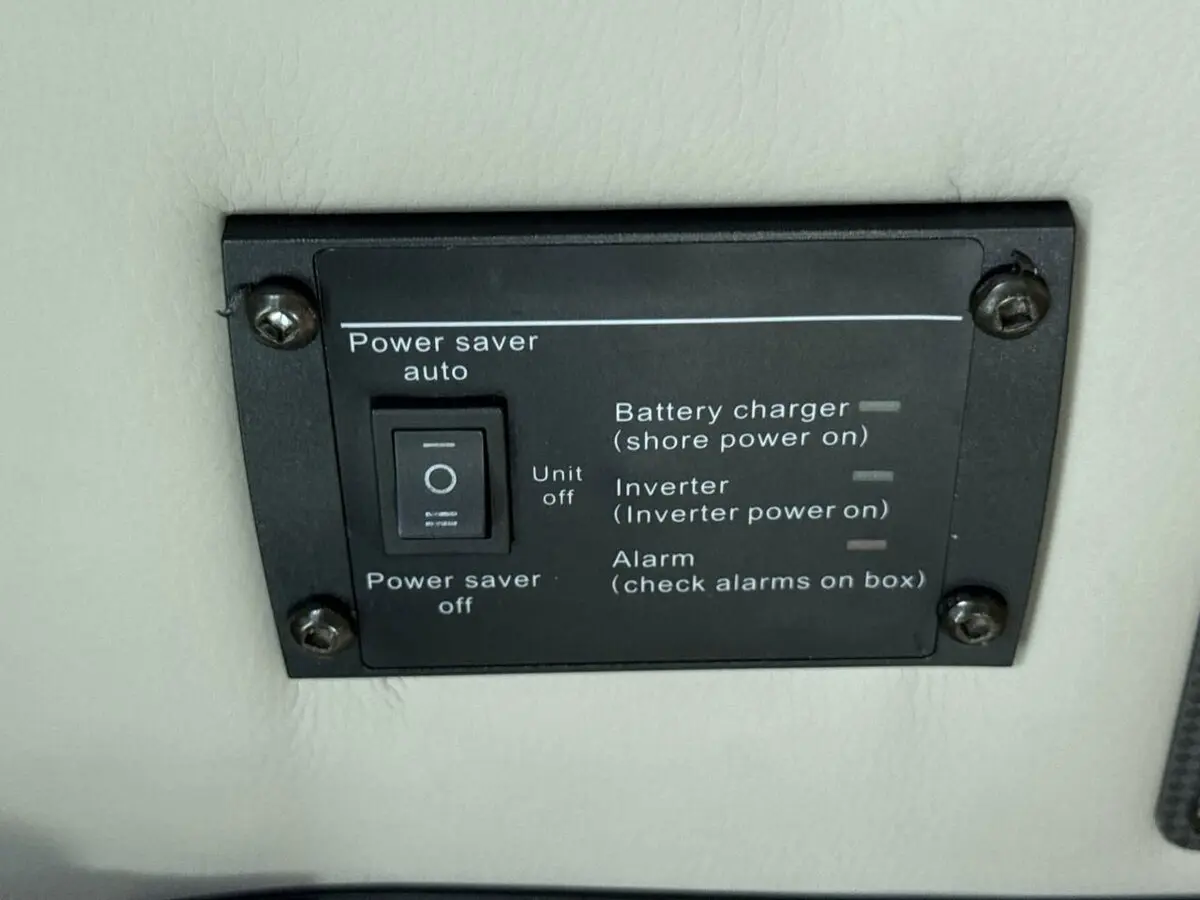 Power saver
auto
Battery charger
(shore power on)
Unit
off
Inverter
(Inverter power on)
Alarm
(check alarms on box)
Power saver
off